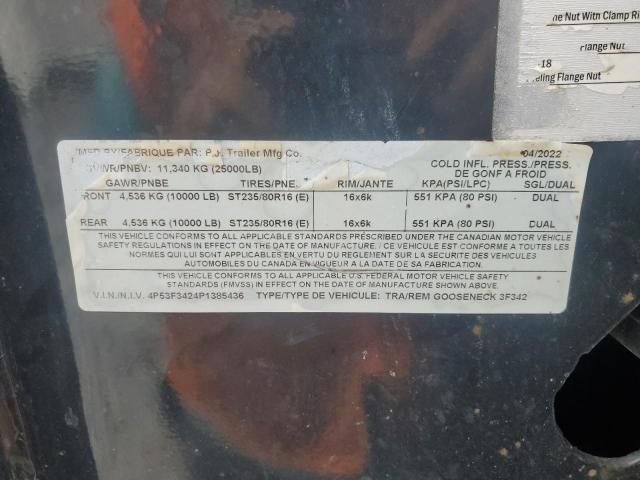 ne Nut With Clamp Ri
lange Nut
-18
eling Flange Nut
MFD BY/FABRIQUE PAR: P.J. Trailer Mfg Co. 04/2022
GVWR/PNBV: 11,340 KG (25000LB) COLD INFL. PRESS./PRESS. DE GONF A FROID
GAWR/PNBE TIRES/PNEU RIM/JANTE KPA(PSI/LPC) SGL/DUAL
FRONT 4,536 KG (10000 LB) ST235/80R16 (E) 16x6k 551 KPA (80 PSI) DUAL
REAR 4,536 KG (10000 LB) ST235/80R16 (E) 16x6k 551 KPA (80 PSI) DUAL
THIS VEHICLE CONFORMS TO ALL APPLICABLE STANDARDS PRESCRIBED UNDER THE CANADIAN MOTOR VEHICLE
SAFETY REGULATIONS IN EFFECT ON THE DATE OF MANUFACTURE. / CE VEHICULE EST CONFORME A TOUTES
LES NORMES QUI LUI SONT APPLICABLES EN VERTU DU REGLEMENT SUR LA SECURITE DES VEHICULES
AUTOMOBILES DU CANADA EN VIGUEUR A LA DATE DE SA FABRICATION.
THIS VEHICLE CONFORMS TO ALL APPLICABLE U.S. FEDERAL MOTOR VEHICLE SAFETY
STANDARDS (FMVSS) IN EFFECT ON THE DATE OF MANUFACTURE SHOWN ABOVE.
V.I.N./N.I.V. 4P53F3424P1385436 TYPE/TYPE DE VEHICULE: TRA/REM GOOSENECK 3F342